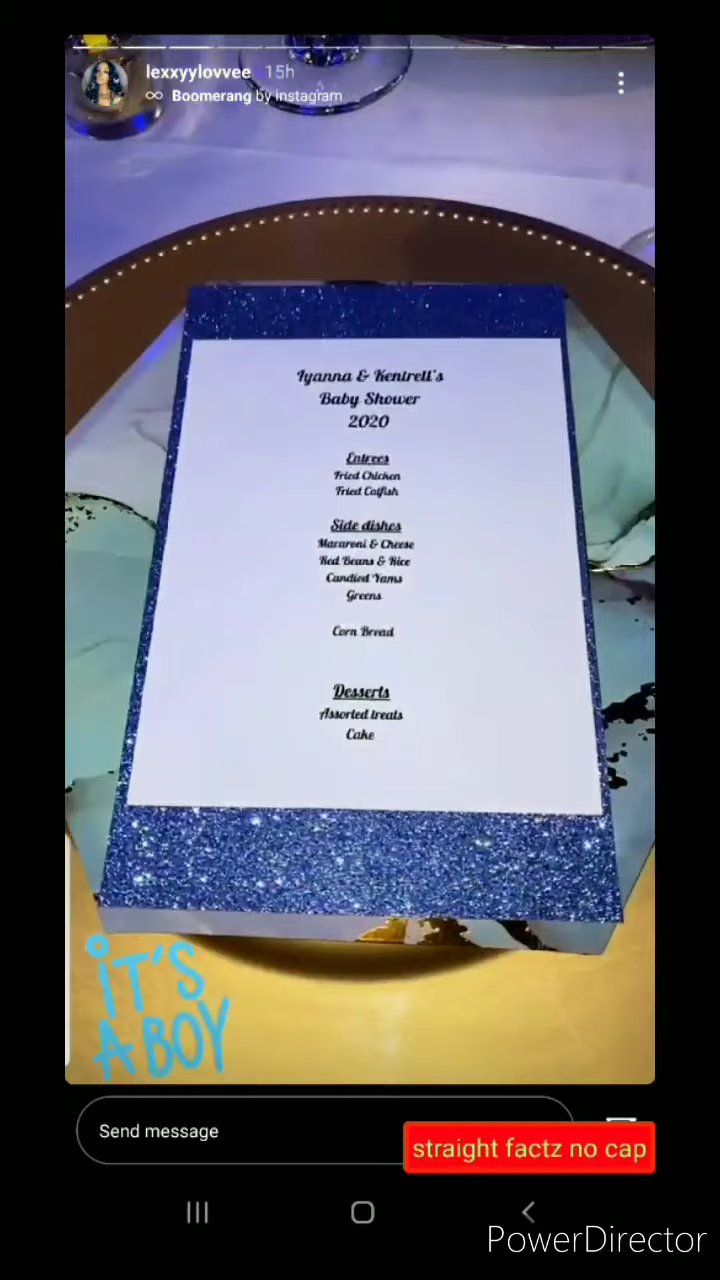 lexxyylovvee 15h
Boomerang by instagram
Iyanna & Kentrell's
Baby Shower
2020
Entrees
Fried Chicken
Fried Catfish
Side dishes
Macaroni & Cheese
Red Beans & Rice
Candied Yams
Greens
Corn Bread
Desserts
Assorted treats
Cake
iT'S
A BOY
Send message
straight factz no cap
PowerDirector